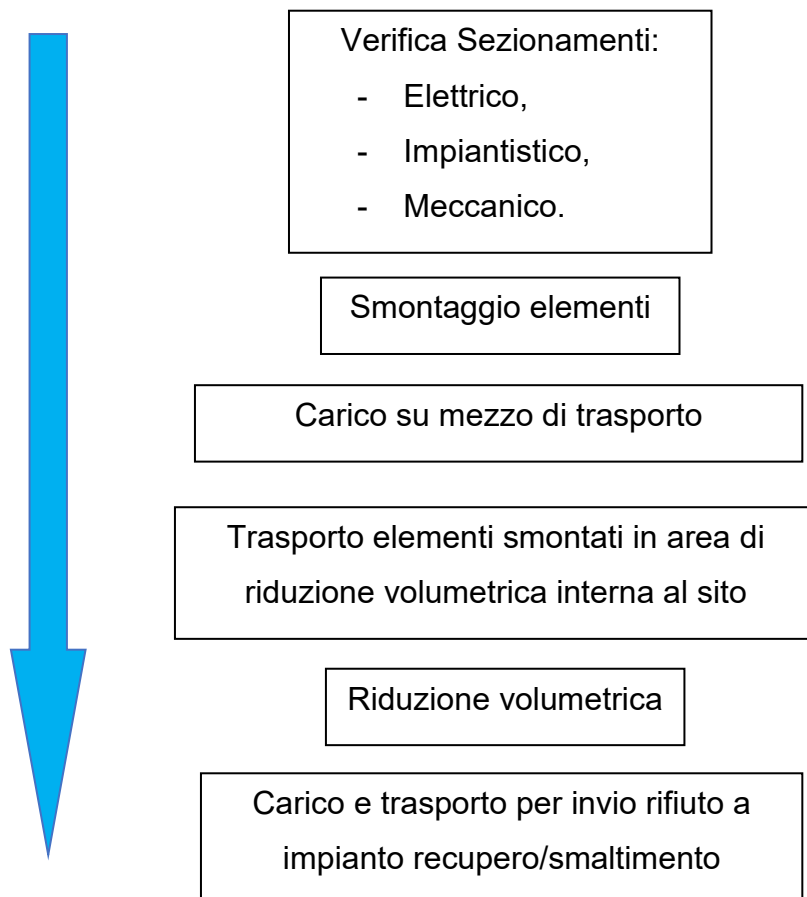 Verifica Sezionamenti:
- Elettrico,
- Impiantistico,
- Meccanico.
Smontaggio elementi
Carico su mezzo di trasporto
Trasporto elementi smontati in area di
riduzione volumetrica interna al sito
Riduzione volumetrica
Carico e trasporto per invio rifiuto a
impianto recupero/smaltimento